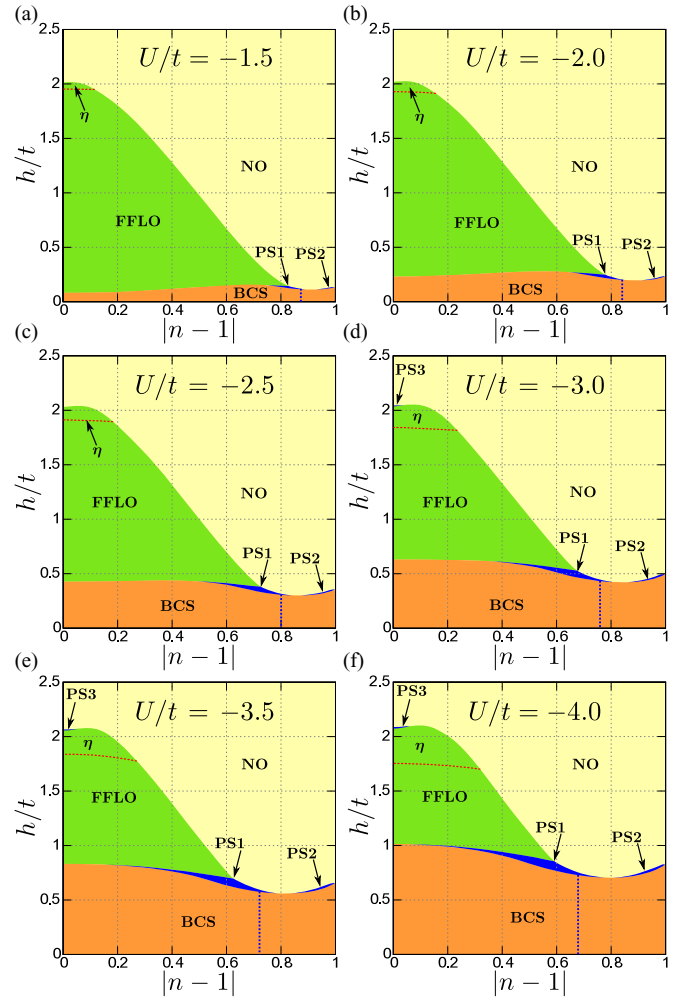 (a)
U/t = −1.5
h/t
2.5
2
1.5
1
0.5
0
η
NO
FFLO
PS1
PS2
BCS
0 0.2 0.4 0.6 0.8 1
|n − 1|
(b)
U/t = −2.0
h/t
2.5
2
1.5
1
0.5
0
η
NO
FFLO
PS1
PS2
BCS
0 0.2 0.4 0.6 0.8 1
|n − 1|
(c)
U/t = −2.5
h/t
2.5
2
1.5
1
0.5
0
η
FFLO
NO
PS1
PS2
BCS
0 0.2 0.4 0.6 0.8 1
|n − 1|
(d)
U/t = −3.0
h/t
2.5
2
1.5
1
0.5
0
PS3
η
FFLO
NO
PS1
PS2
BCS
0 0.2 0.4 0.6 0.8 1
|n − 1|
(e)
U/t = −3.5
h/t
2.5
2
1.5
1
0.5
0
PS3
η
NO
FFLO
PS1
PS2
BCS
0 0.2 0.4 0.6 0.8 1
|n − 1|
(f)
U/t = −4.0
h/t
2.5
2
1.5
1
0.5
0
PS3
η
NO
FFLO
PS1
PS2
BCS
0 0.2 0.4 0.6 0.8 1
|n − 1|